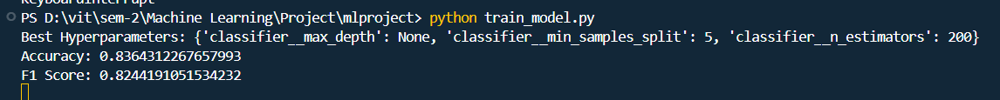 KeyboardInterrupt
PS D:\vit\sem-2\Machine Learning\Project\mlproject> python train_model.py
Best Hyperparameters: {'classifier__max_depth': None, 'classifier__min_samples_split': 5, 'classifier__n_estimators': 200}
Accuracy: 0.8364312267657993
F1 Score: 0.8244191051534232